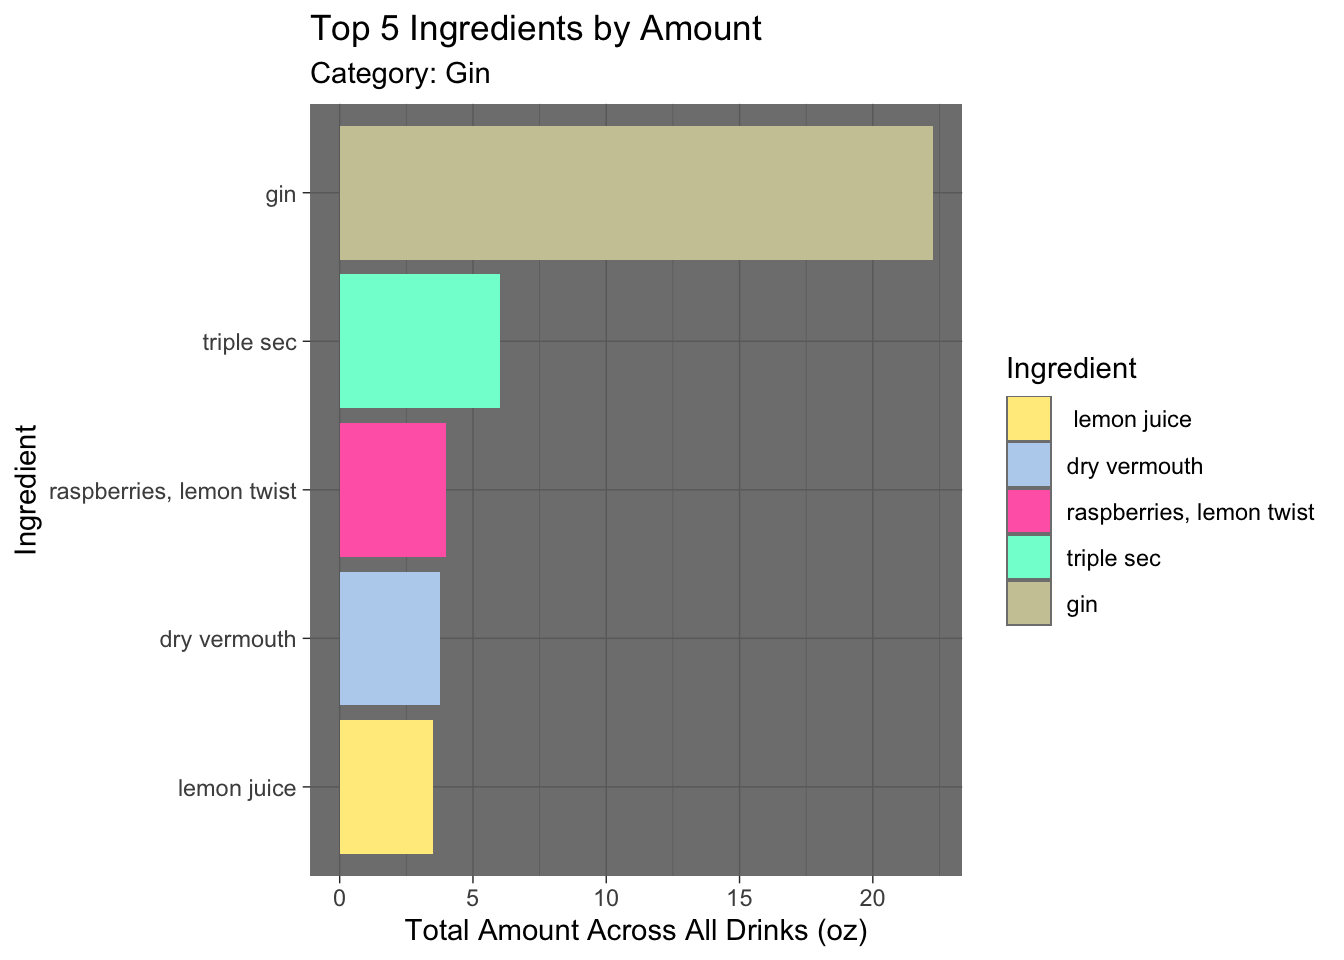 Top 5 Ingredients by Amount
Category: Gin
Ingredient
gin
triple sec
raspberries, lemon twist
dry vermouth
lemon juice
0 5 10 15 20
Total Amount Across All Drinks (oz)
Ingredient
lemon juice
dry vermouth
raspberries, lemon twist
triple sec
gin